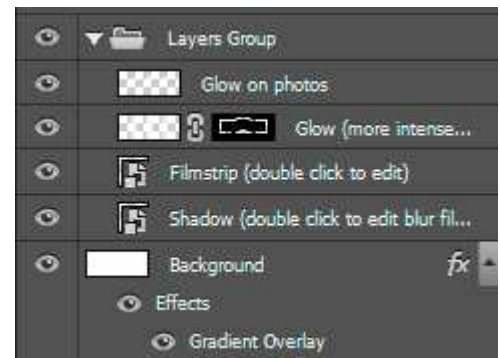 Layers Group
Glow on photos
Glow (more intense...
Filmstrip (double click to edit)
Shadow (double click to edit blur fil...
Background fx
Effects
Gradient Overlay